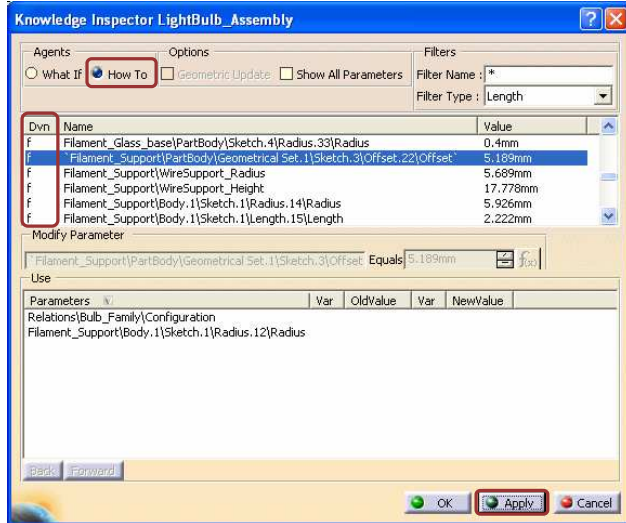 Knowledge Inspector LightBulb_Assembly
Agents Options Filters
What If How To Geometric Update Show All Parameters Filter Name : *
Filter Type : Length
Dvn Name Value
f Filament_Glass_base\PartBody\Sketch.4\Radius.33\Radius 0.4mm
f `Filament_Support\PartBody\Geometrical Set.1\Sketch.3\Offset.22\Offset` 5.189mm
f Filament_Support\WireSupport_Radius 5.689mm
f Filament_Support\WireSupport_Height 17.778mm
f Filament_Support\Body.1\Sketch.1\Radius.14\Radius 5.926mm
f Filament_Support\Body.1\Sketch.1\Length.15\Length 2.222mm
Modify Parameter
`Filament_Support\PartBody\Geometrical Set.1\Sketch.3\Offset Equals 5.189mm f(x)
Use
Parameters Var OldValue Var NewValue
Relations\Bulb_Family\Configuration
Filament_Support\Body.1\Sketch.1\Radius.12\Radius
Back Forward
OK Apply Cancel